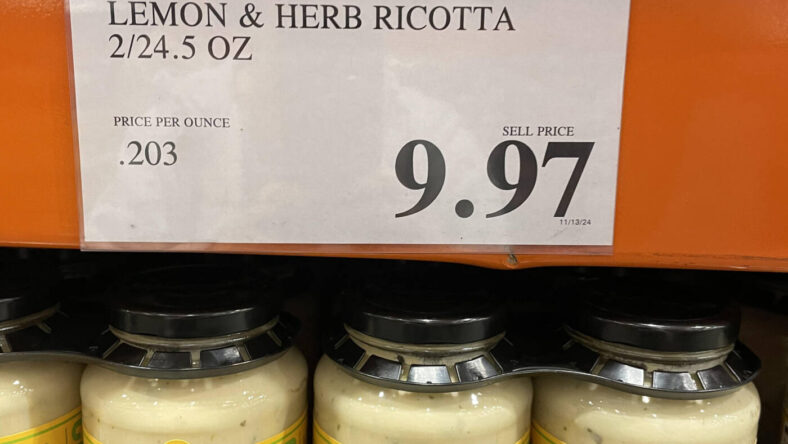 LEMON & HERB RICOTTA
2/24.5 OZ
PRICE PER OUNCE
.203
SELL PRICE
9.97
11/13/24